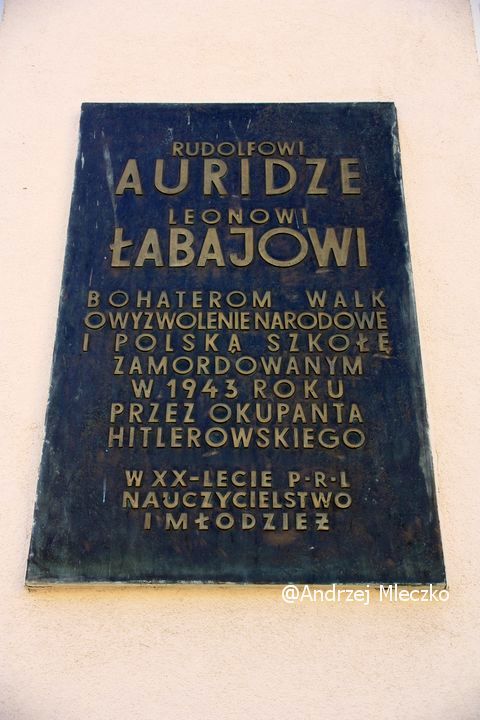 RUDOLFOWI
AURIDZE
LEONOWI
ŁABAJOWI
BOHATEROM WALK
O WYZWOLENIE NARODOWE
I POLSKĄ SZKOŁĘ
ZAMORDOWANYM
W 1943 ROKU
PRZEZ OKUPANTA
HITLEROWSKIEGO
W XX-LECIE P·R·L
NAUCZYCIELSTWO
I MŁODZIEŻ
@Andrzej Mleczko